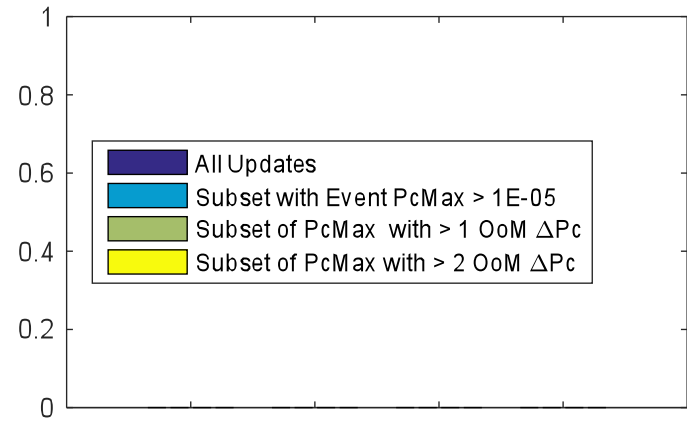 1
0.8
0.6
0.4
0.2
0
All Updates
Subset with Event PcMax > 1E-05
Subset of PcMax with > 1 OoM ΔPc
Subset of PcMax with > 2 OoM ΔPc